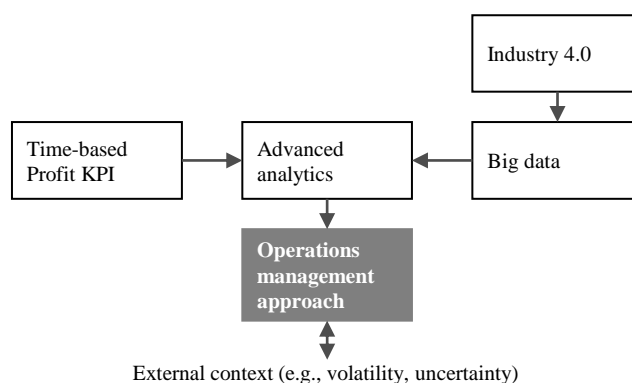 Industry 4.0
Time-based
Profit KPI
Advanced
analytics
Big data
Operations
management
approach
External context (e.g., volatility, uncertainty)